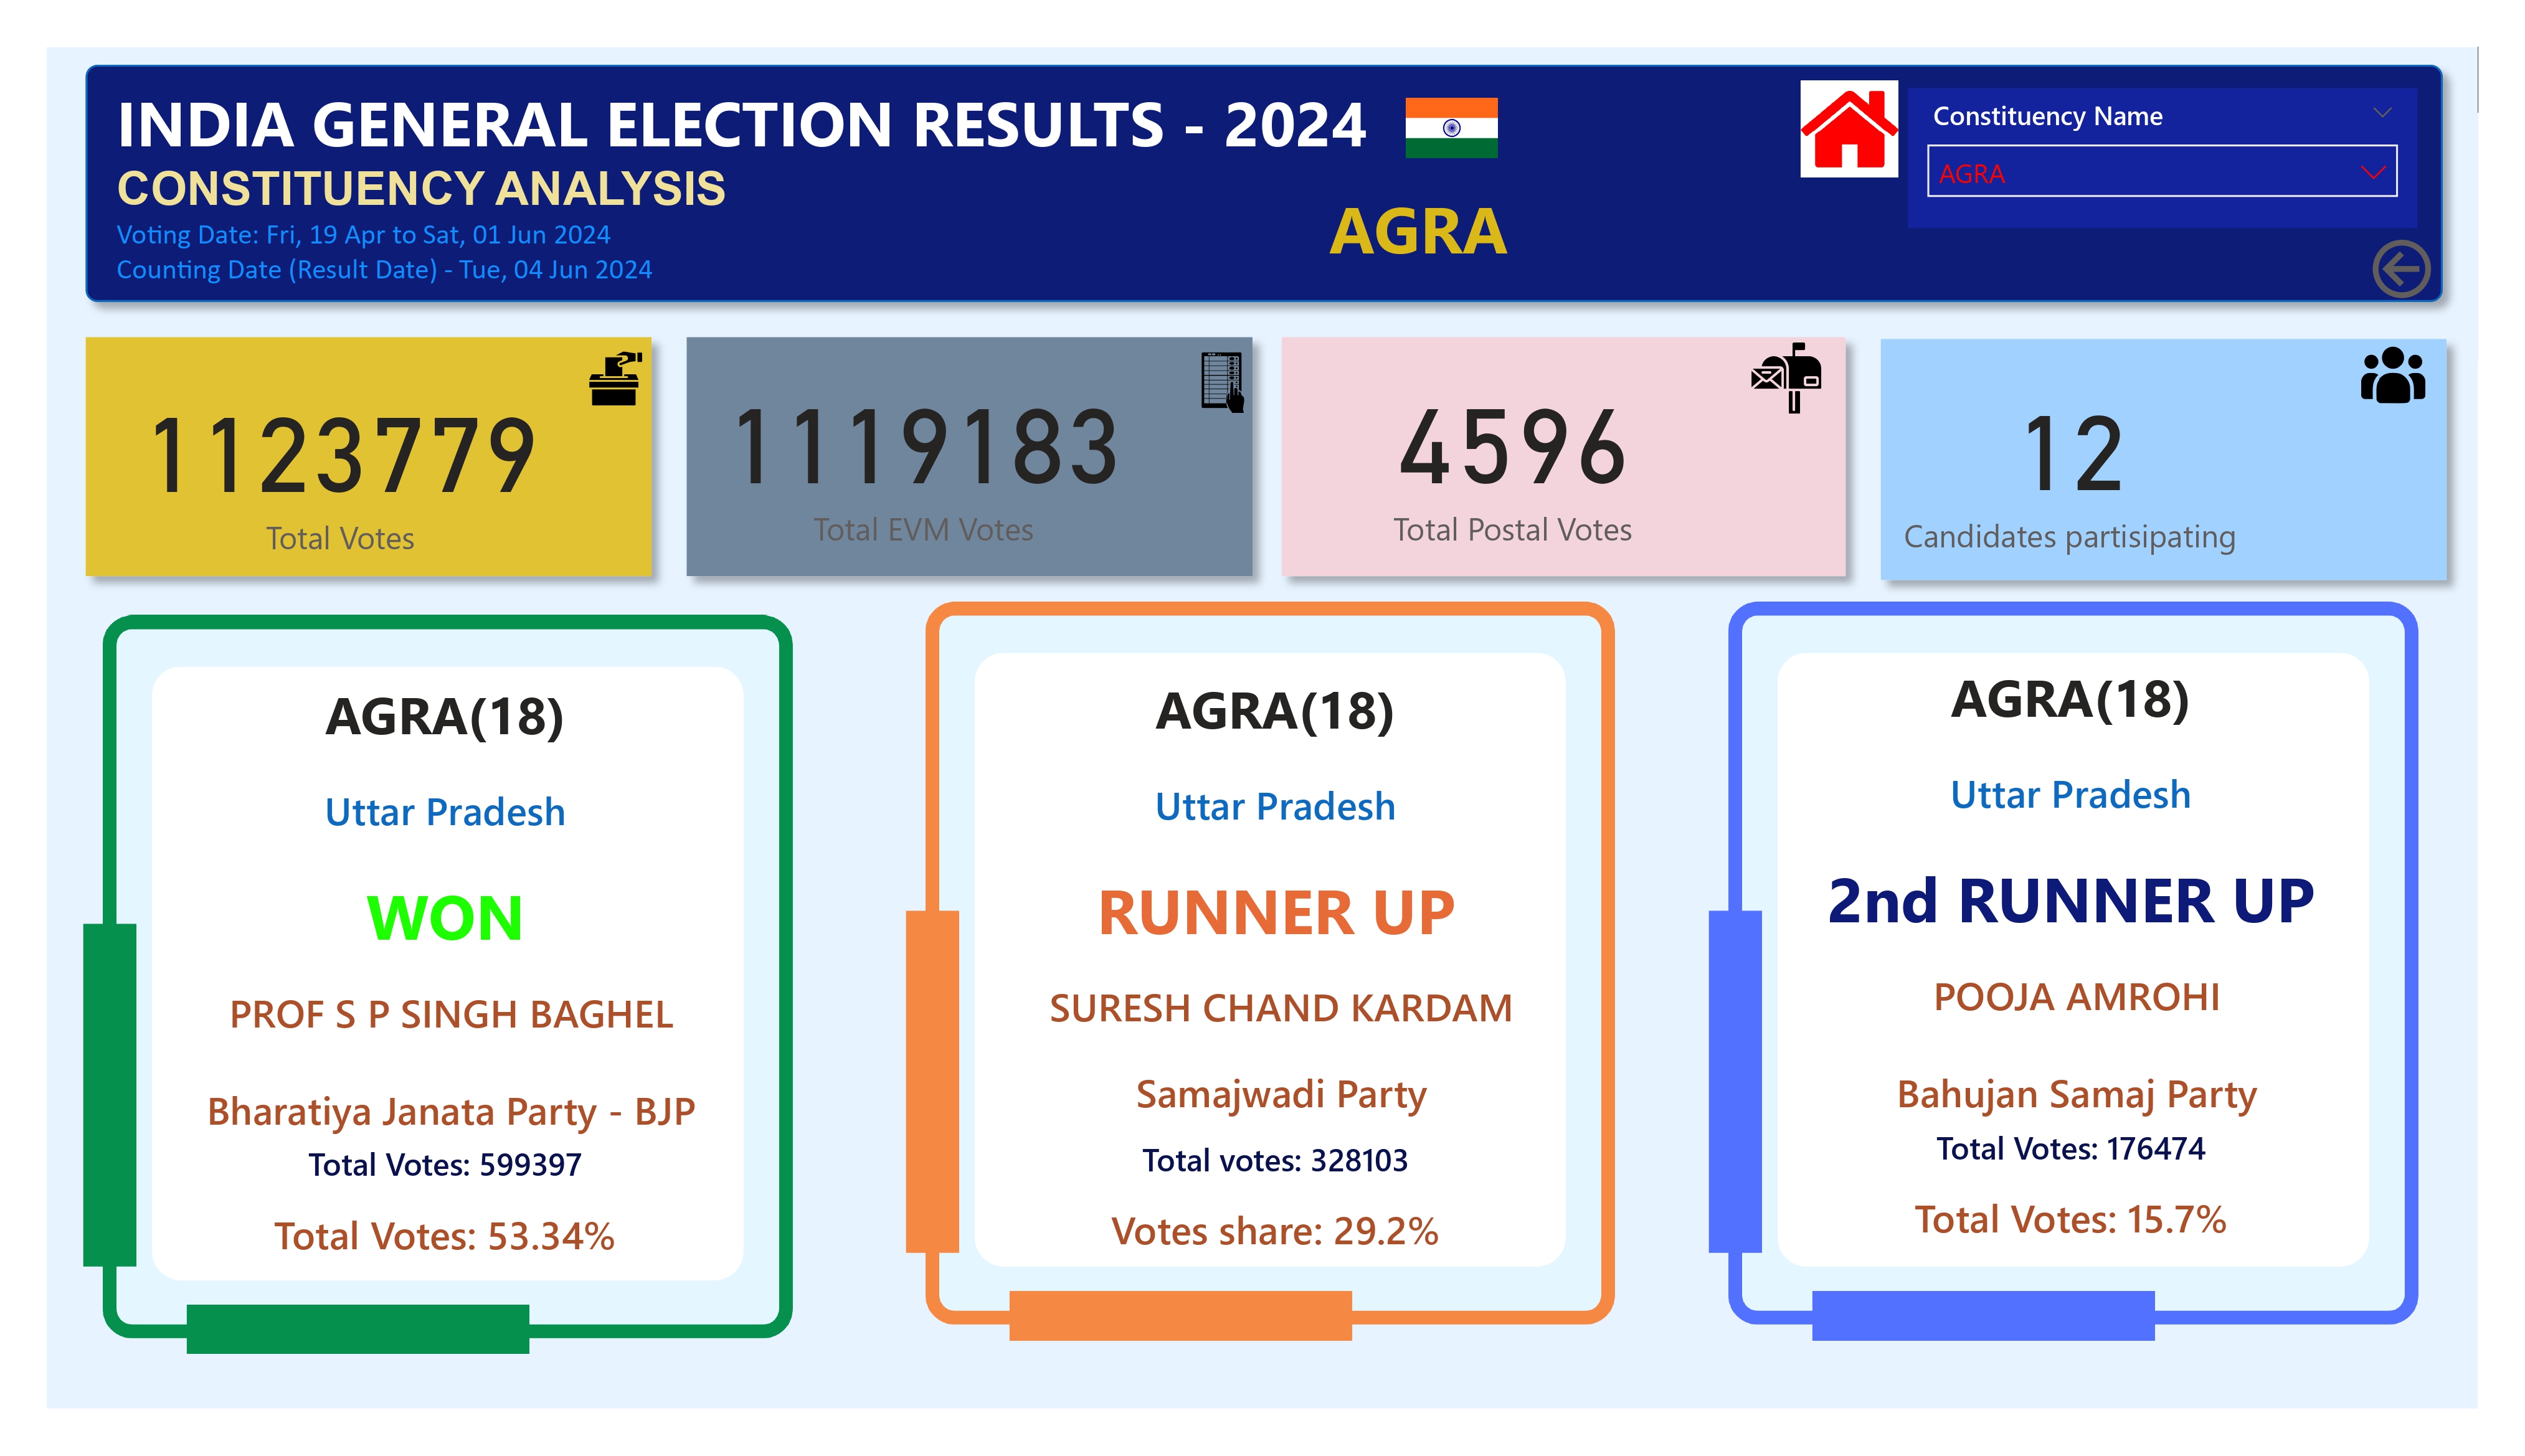 INDIA GENERAL ELECTION RESULTS - 2024
CONSTITUENCY ANALYSIS
Voting Date: Fri, 19 Apr to Sat, 01 Jun 2024
Counting Date (Result Date) - Tue, 04 Jun 2024
AGRA
Constituency Name
AGRA
1123779
Total Votes
1119183
Total EVM Votes
4596
Total Postal Votes
12
Candidates partisipating
AGRA(18)
Uttar Pradesh
WON
PROF S P SINGH BAGHEL
Bharatiya Janata Party - BJP
Total Votes: 599397
Total Votes: 53.34%
AGRA(18)
Uttar Pradesh
RUNNER UP
SURESH CHAND KARDAM
Samajwadi Party
Total votes: 328103
Votes share: 29.2%
AGRA(18)
Uttar Pradesh
2nd RUNNER UP
POOJA AMROHI
Bahujan Samaj Party
Total Votes: 176474
Total Votes: 15.7%